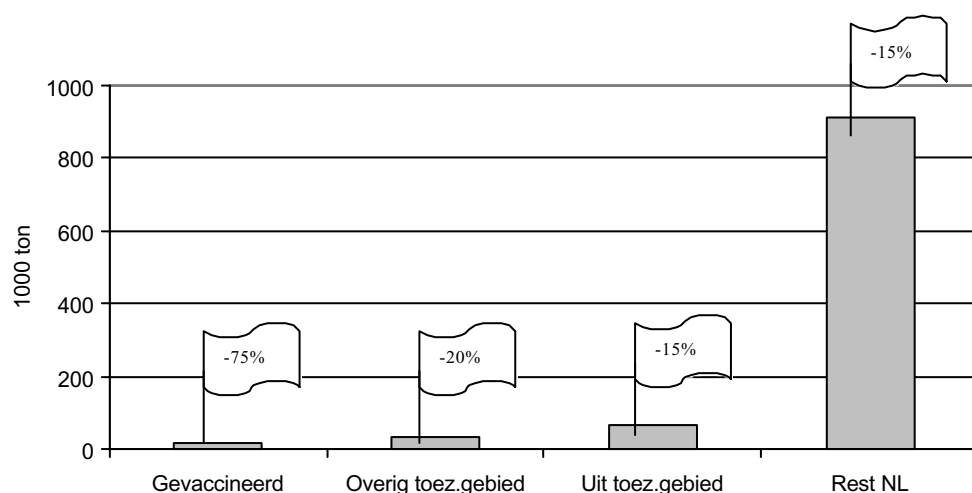 -15%
1000
800
600
400
200
0
1000 ton
-75%
-20%
-15%
Gevaccineerd
Overig toez.gebied
Uit toez.gebied
Rest NL